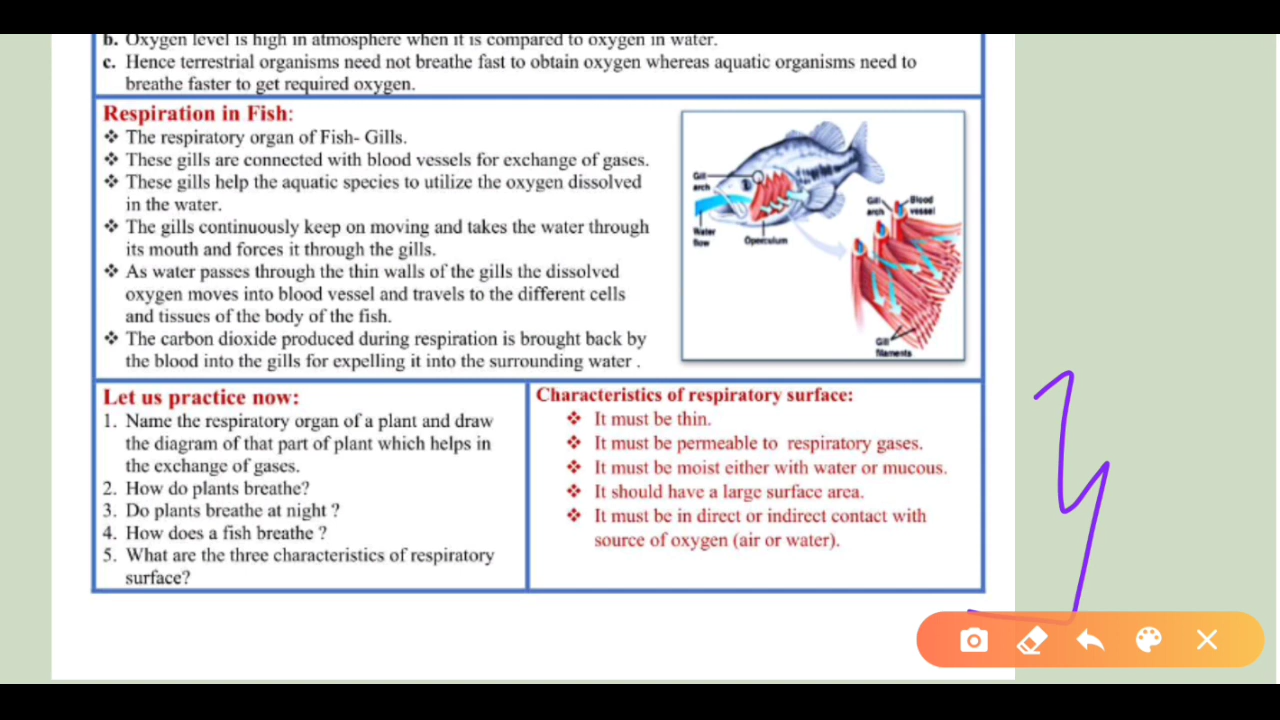 b. Oxygen level is high in atmosphere when it is compared to oxygen in water.
c. Hence terrestrial organisms need not breathe fast to obtain oxygen whereas aquatic organisms need to
breathe faster to get required oxygen.
Respiration in Fish:
❖ The respiratory organ of Fish- Gills.
❖ These gills are connected with blood vessels for exchange of gases.
❖ These gills help the aquatic species to utilize the oxygen dissolved
in the water.
❖ The gills continuously keep on moving and takes the water through
its mouth and forces it through the gills.
❖ As water passes through the thin walls of the gills the dissolved
oxygen moves into blood vessel and travels to the different cells
and tissues of the body of the fish.
❖ The carbon dioxide produced during respiration is brought back by
the blood into the gills for expelling it into the surrounding water .
Gill
arch
Water
flow
Operculum
Gill
arch
Blood
vessel
Gill
filaments
Let us practice now:
1. Name the respiratory organ of a plant and draw
the diagram of that part of plant which helps in
the exchange of gases.
2. How do plants breathe?
3. Do plants breathe at night ?
4. How does a fish breathe ?
5. What are the three characteristics of respiratory
surface?
Characteristics of respiratory surface:
❖ It must be thin.
❖ It must be permeable to respiratory gases.
❖ It must be moist either with water or mucous.
❖ It should have a large surface area.
❖ It must be in direct or indirect contact with
source of oxygen (air or water).